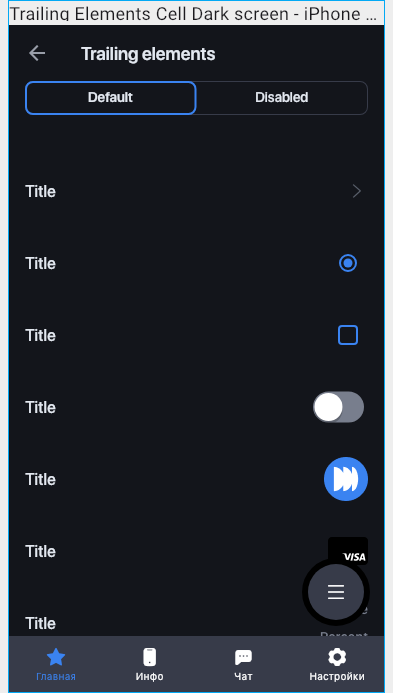 Trailing Elements Cell Dark screen - iPhone ...
Trailing elements
Default
Disabled
Title
Title
Title
Title
Title
Title
VISA
Title
Percent
Главная
Инфо
Чат
Настройки